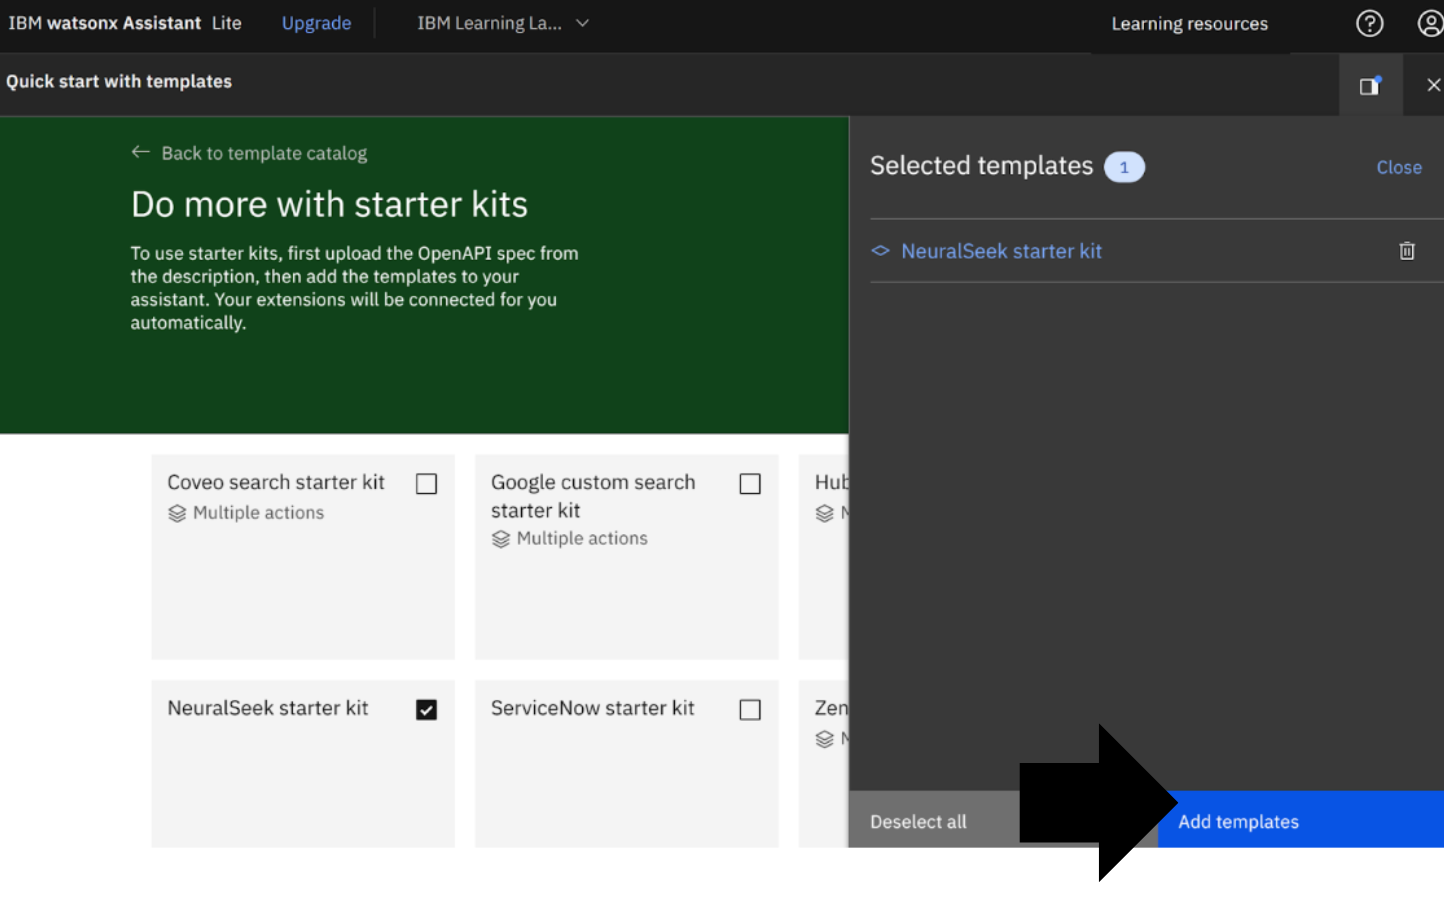 IBM watsonx Assistant Lite Upgrade IBM Learning La... Learning resources
Quick start with templates
Back to template catalog
Do more with starter kits
To use starter kits, first upload the OpenAPI spec from
the description, then add the templates to your
assistant. Your extensions will be connected for you
automatically.
Selected templates 1 Close
NeuralSeek starter kit
Coveo search starter kit
Multiple actions
Google custom search
starter kit
Multiple actions
Hub
NeuralSeek starter kit
ServiceNow starter kit
Zen
Deselect all
Add templates